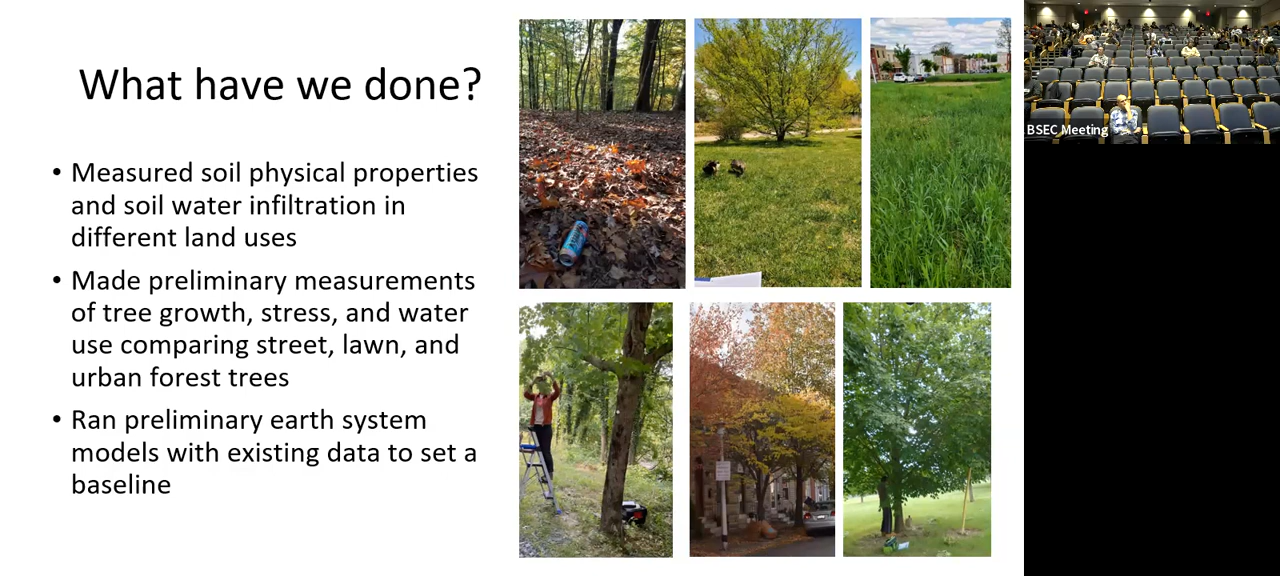 What have we done?
• Measured soil physical properties
and soil water infiltration in
different land uses
• Made preliminary measurements
of tree growth, stress, and water
use comparing street, lawn, and
urban forest trees
• Ran preliminary earth system
models with existing data to set a
baseline
BSEC Meeting